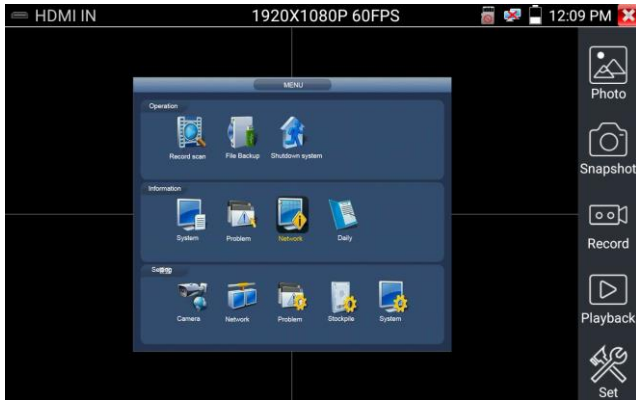 HDMI IN
1920X1080P 60FPS
12:09 PM
MENU
Operation
Record scan
File Backup
Shutdown system
Information
System
Problem
Network
Daily
Setting
Camera
Network
Problem
Stockpile
System
Photo
Snapshot
Record
Playback
Set